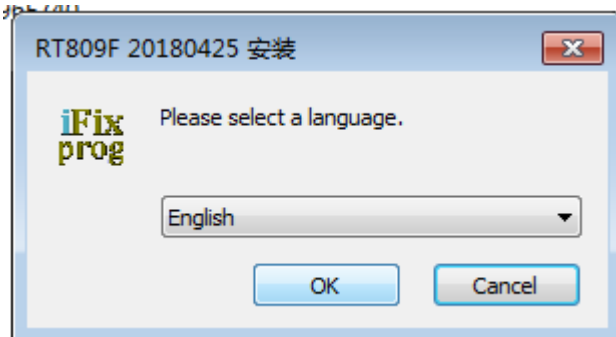 RT809F 20180425 安装
iFix
prog
Please select a language.
English
OK
Cancel